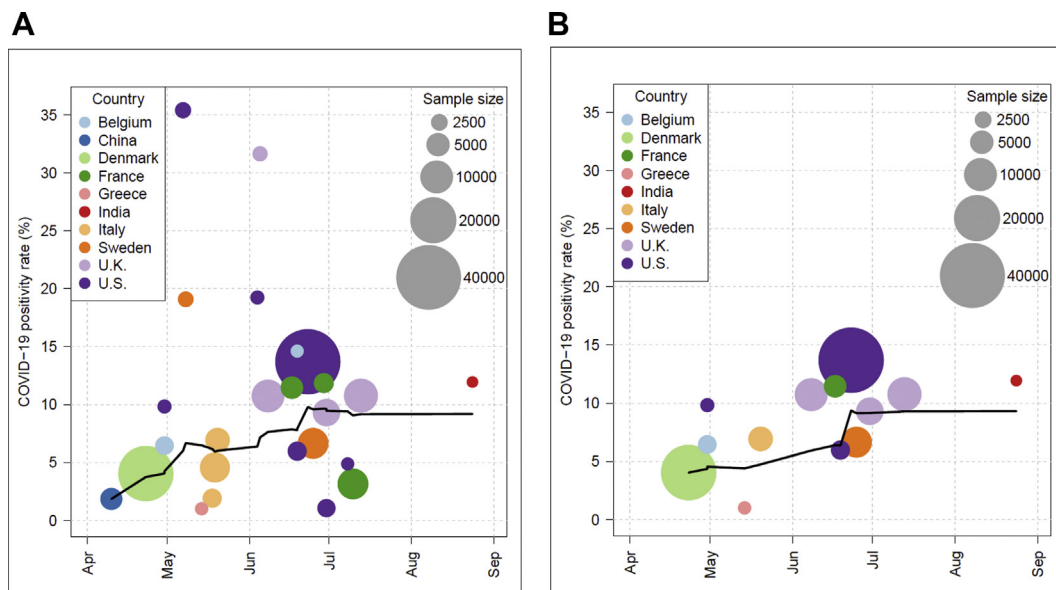 A
COVID−19 positivity rate (%)
35
30
25
20
15
10
5
0
Apr
May
Jun
Jul
Aug
Sep
Country
Belgium
China
Denmark
France
Greece
India
Italy
Sweden
U.K.
U.S.
Sample size
2500
5000
10000
20000
40000
B
COVID−19 positivity rate (%)
35
30
25
20
15
10
5
0
Apr
May
Jun
Jul
Aug
Sep
Country
Belgium
Denmark
France
Greece
India
Italy
Sweden
U.K.
U.S.
Sample size
2500
5000
10000
20000
40000